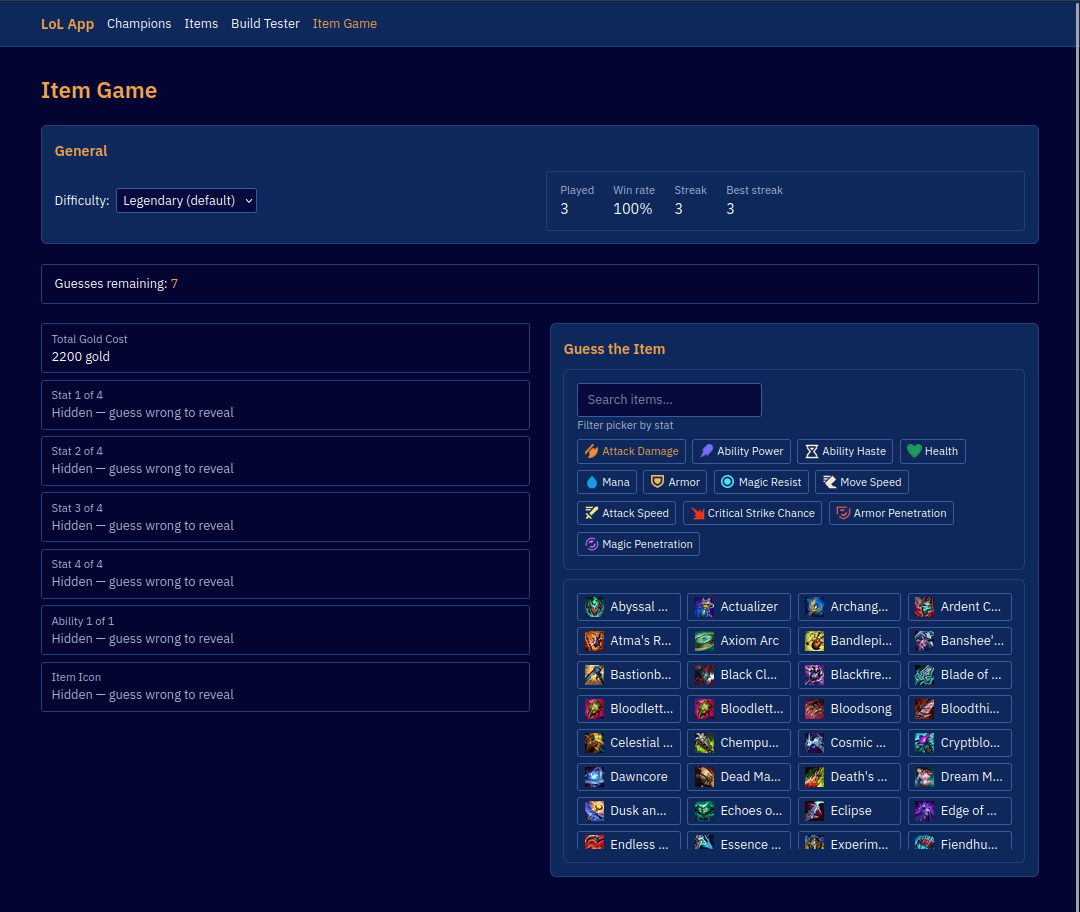 LoL App Champions Items Build Tester Item Game
Item Game
General
Difficulty: Legendary (default)
Played Win rate Streak Best streak
3 100% 3 3
Guesses remaining: 7
Total Gold Cost
2200 gold
Stat 1 of 4
Hidden — guess wrong to reveal
Stat 2 of 4
Hidden — guess wrong to reveal
Stat 3 of 4
Hidden — guess wrong to reveal
Stat 4 of 4
Hidden — guess wrong to reveal
Ability 1 of 1
Hidden — guess wrong to reveal
Item Icon
Hidden — guess wrong to reveal
Guess the Item
Search items...
Filter picker by stat
Attack Damage Ability Power Ability Haste Health
Mana Armor Magic Resist Move Speed
Attack Speed Critical Strike Chance Armor Penetration
Magic Penetration
Abyssal ... Actualizer Archang... Ardent C...
Atma's R... Axiom Arc Bandlepi... Banshee'...
Bastionb... Black Cl... Blackfire... Blade of ...
Bloodlett... Bloodlett... Bloodsong Bloodthi...
Celestial ... Chempu... Cosmic ... Cryptblo...
Dawncore Dead Ma... Death's ... Dream M...
Dusk an... Echoes o... Eclipse Edge of ...
Endless ... Essence ... Experim... Fiendhu...